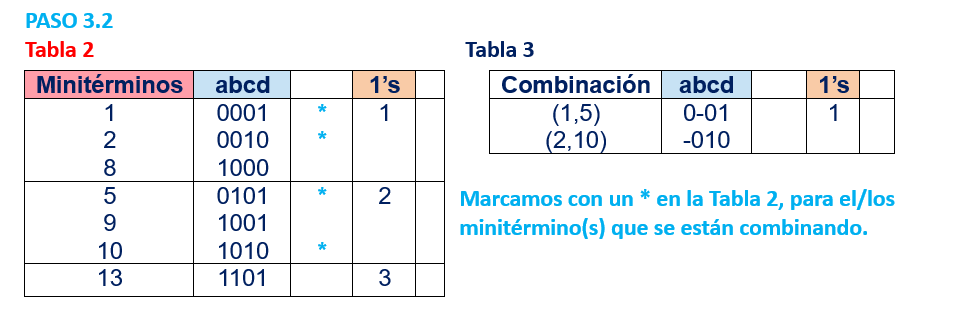 PASO 3.2
Tabla 2
Minitérminos abcd 1's
1 0001 * 1
2 0010 *
8 1000
5 0101 * 2
9 1001
10 1010 *
13 1101 3
Tabla 3
Combinación abcd 1's
(1,5) 0-01 1
(2,10) -010
Marcamos con un * en la Tabla 2, para el/los
minitérmino(s) que se están combinando.